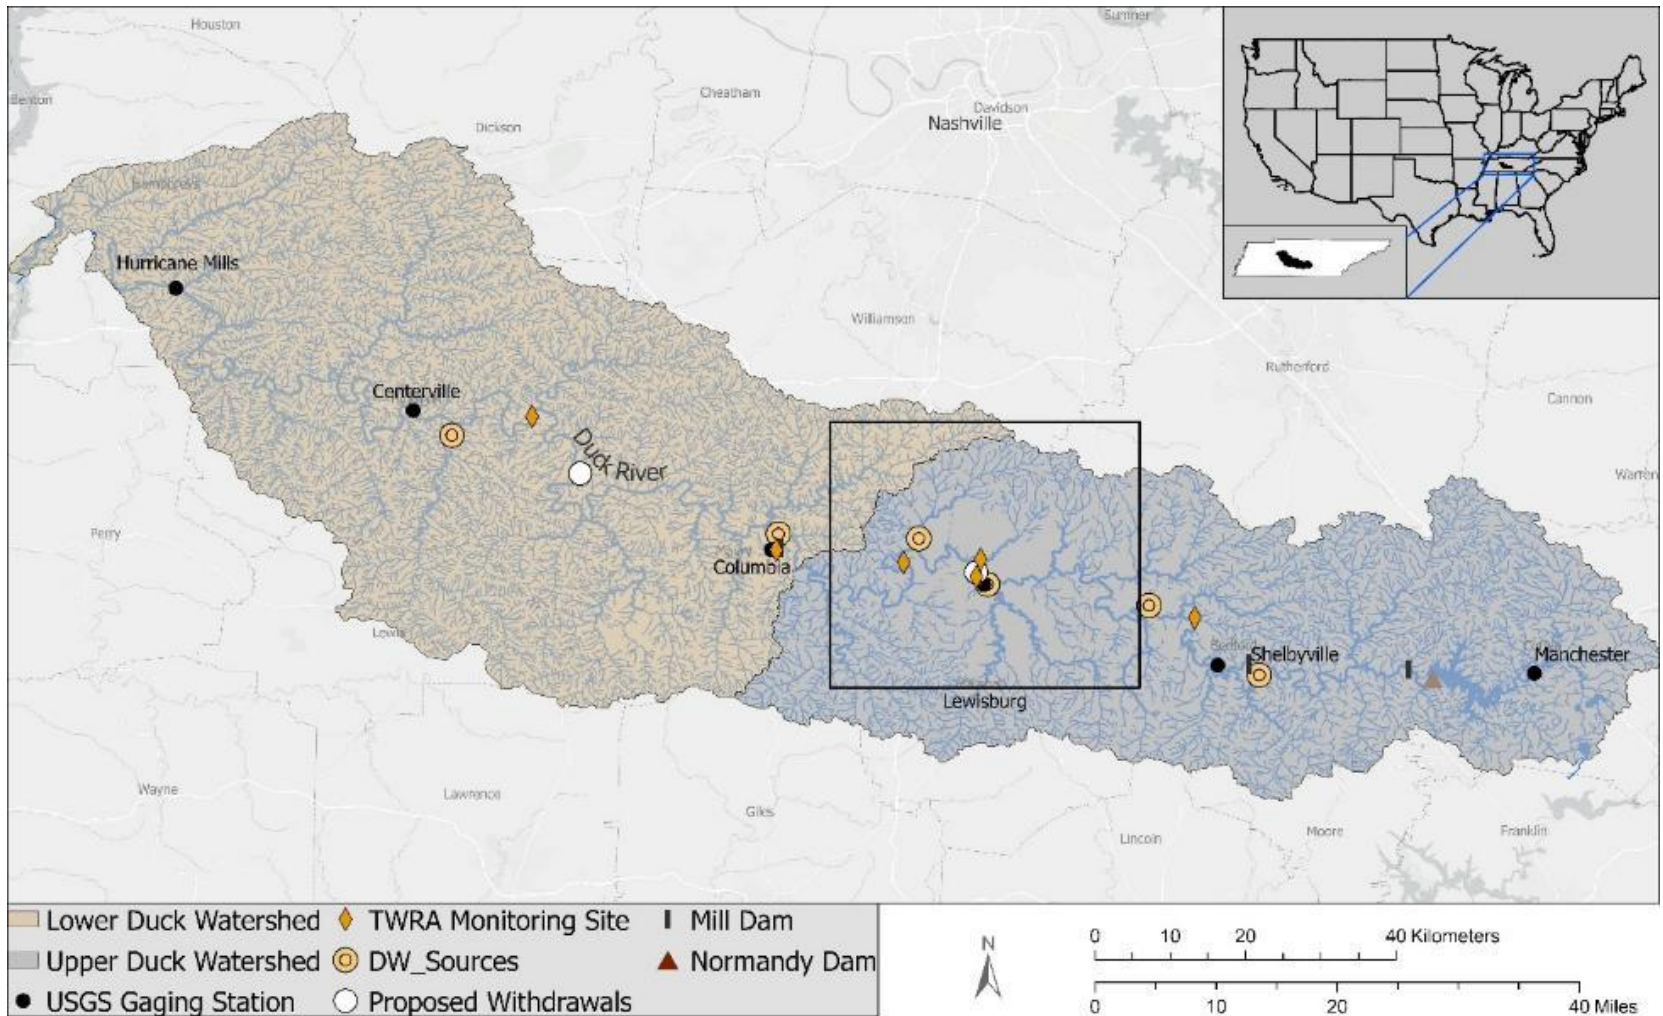 Houston
Sumner
Benton
Cheatham
Davidson
Nashville
Dickson
Humphreys
Hurricane Mills
Williamson
Rutherford
Centerville
Cannon
Duck River
Warren
Perry
Columbia
Lewis
Bedford
Shelbyville
Manchester
Lewisburg
Wayne
Lawrence
Giles
Lincoln
Moore
Franklin
Lower Duck Watershed
TWRA Monitoring Site
Mill Dam
Upper Duck Watershed
DW_Sources
Normandy Dam
USGS Gaging Station
Proposed Withdrawals
N
0 10 20 40 Kilometers
0 10 20 40 Miles